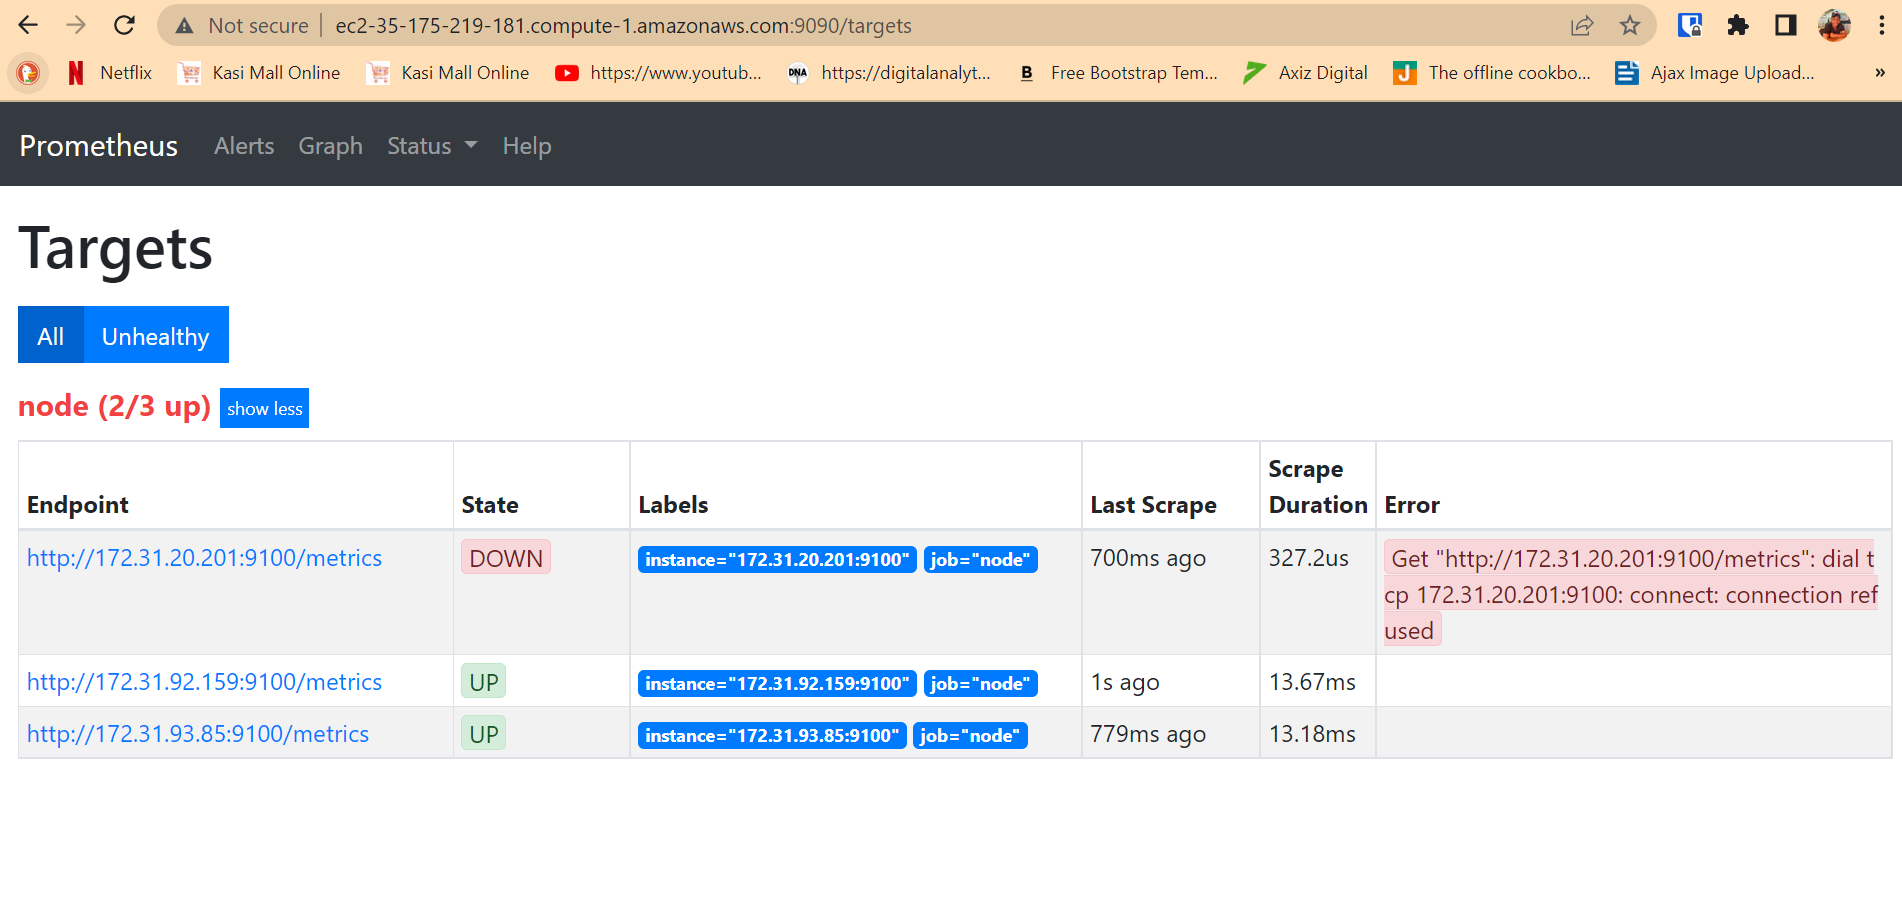 Not secure | ec2-35-175-219-181.compute-1.amazonaws.com:9090/targets
Netflix Kasi Mall Online Kasi Mall Online https://www.youtub... DNA https://digitalanalyt... B Free Bootstrap Tem... Axiz Digital The offline cookbo... Ajax Image Upload... »
Prometheus Alerts Graph Status Help
Targets
All Unhealthy
node (2/3 up) show less
Endpoint State Labels Last Scrape Scrape Duration Error
http://172.31.20.201:9100/metrics DOWN instance="172.31.20.201:9100" job="node" 700ms ago 327.2us Get "http://172.31.20.201:9100/metrics": dial t
cp 172.31.20.201:9100: connect: connection ref
used
http://172.31.92.159:9100/metrics UP instance="172.31.92.159:9100" job="node" 1s ago 13.67ms
http://172.31.93.85:9100/metrics UP instance="172.31.93.85:9100" job="node" 779ms ago 13.18ms